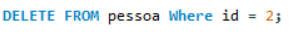 DELETE FROM pessoa Where id = 2;